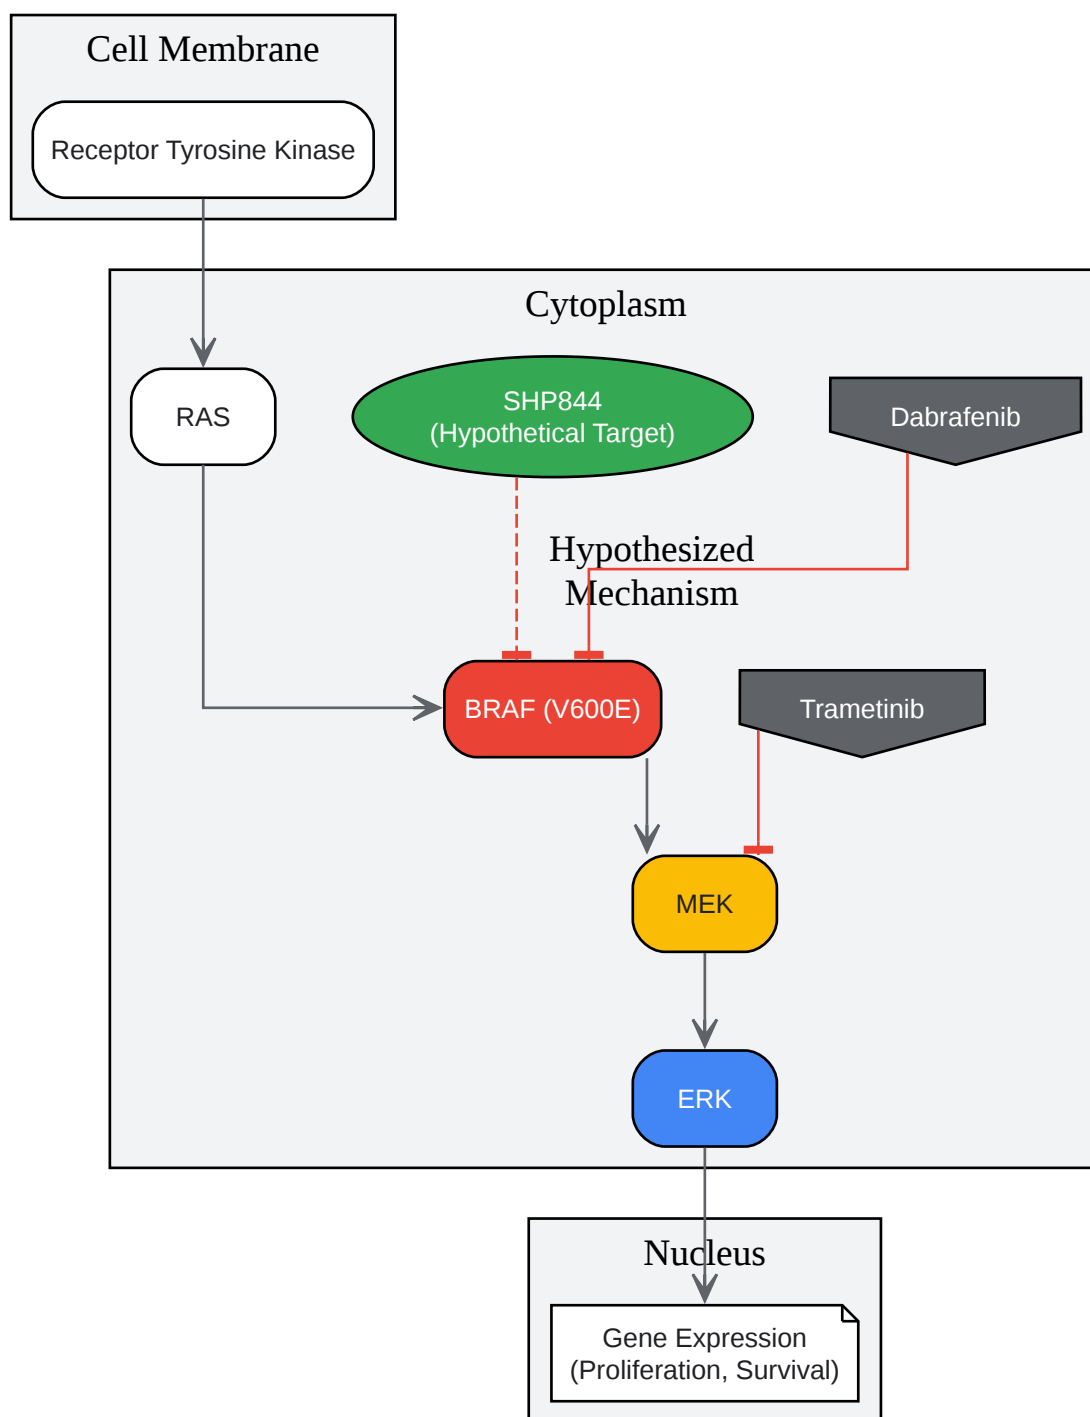 Cell Membrane
Receptor Tyrosine Kinase
Cytoplasm
RAS
SHP844
(Hypothetical Target)
Dabrafenib
Hypothesized
Mechanism
BRAF (V600E)
Trametinib
MEK
ERK
Nucleus
Gene Expression
(Proliferation, Survival)